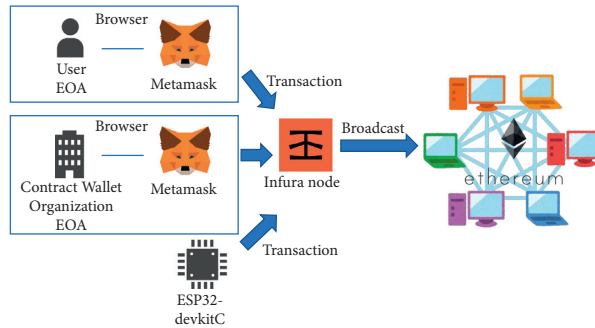 Browser
User
EOA
Metamask
Transaction
Browser
Contract Wallet
Organization
EOA
Metamask
Infura node
Broadcast
ethereum
Transaction
ESP32-
devkitC